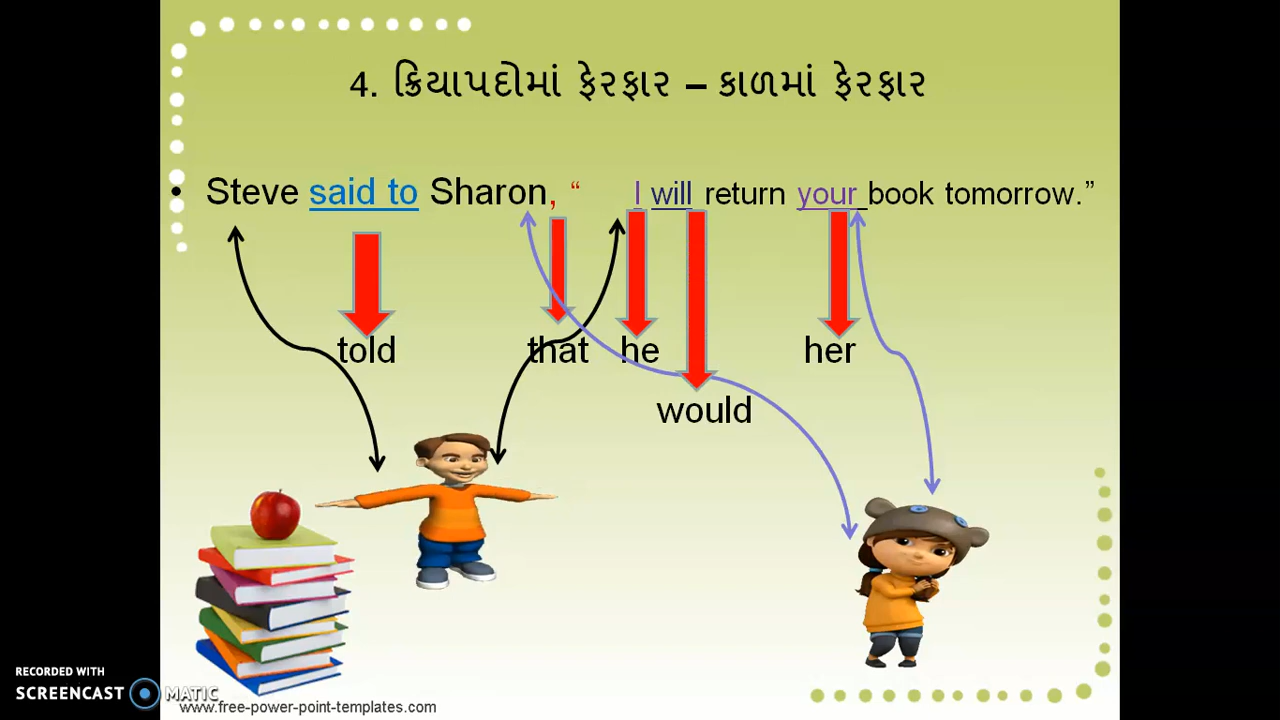 4. ક્રિયાપદોમાં ફેરફાર – કાળમાં ફેરફાર
• Steve said to Sharon, “ I will return your book tomorrow.”
told that he her
would
RECORDED WITH
SCREENCAST MATIC
www.free-power-point-templates.com